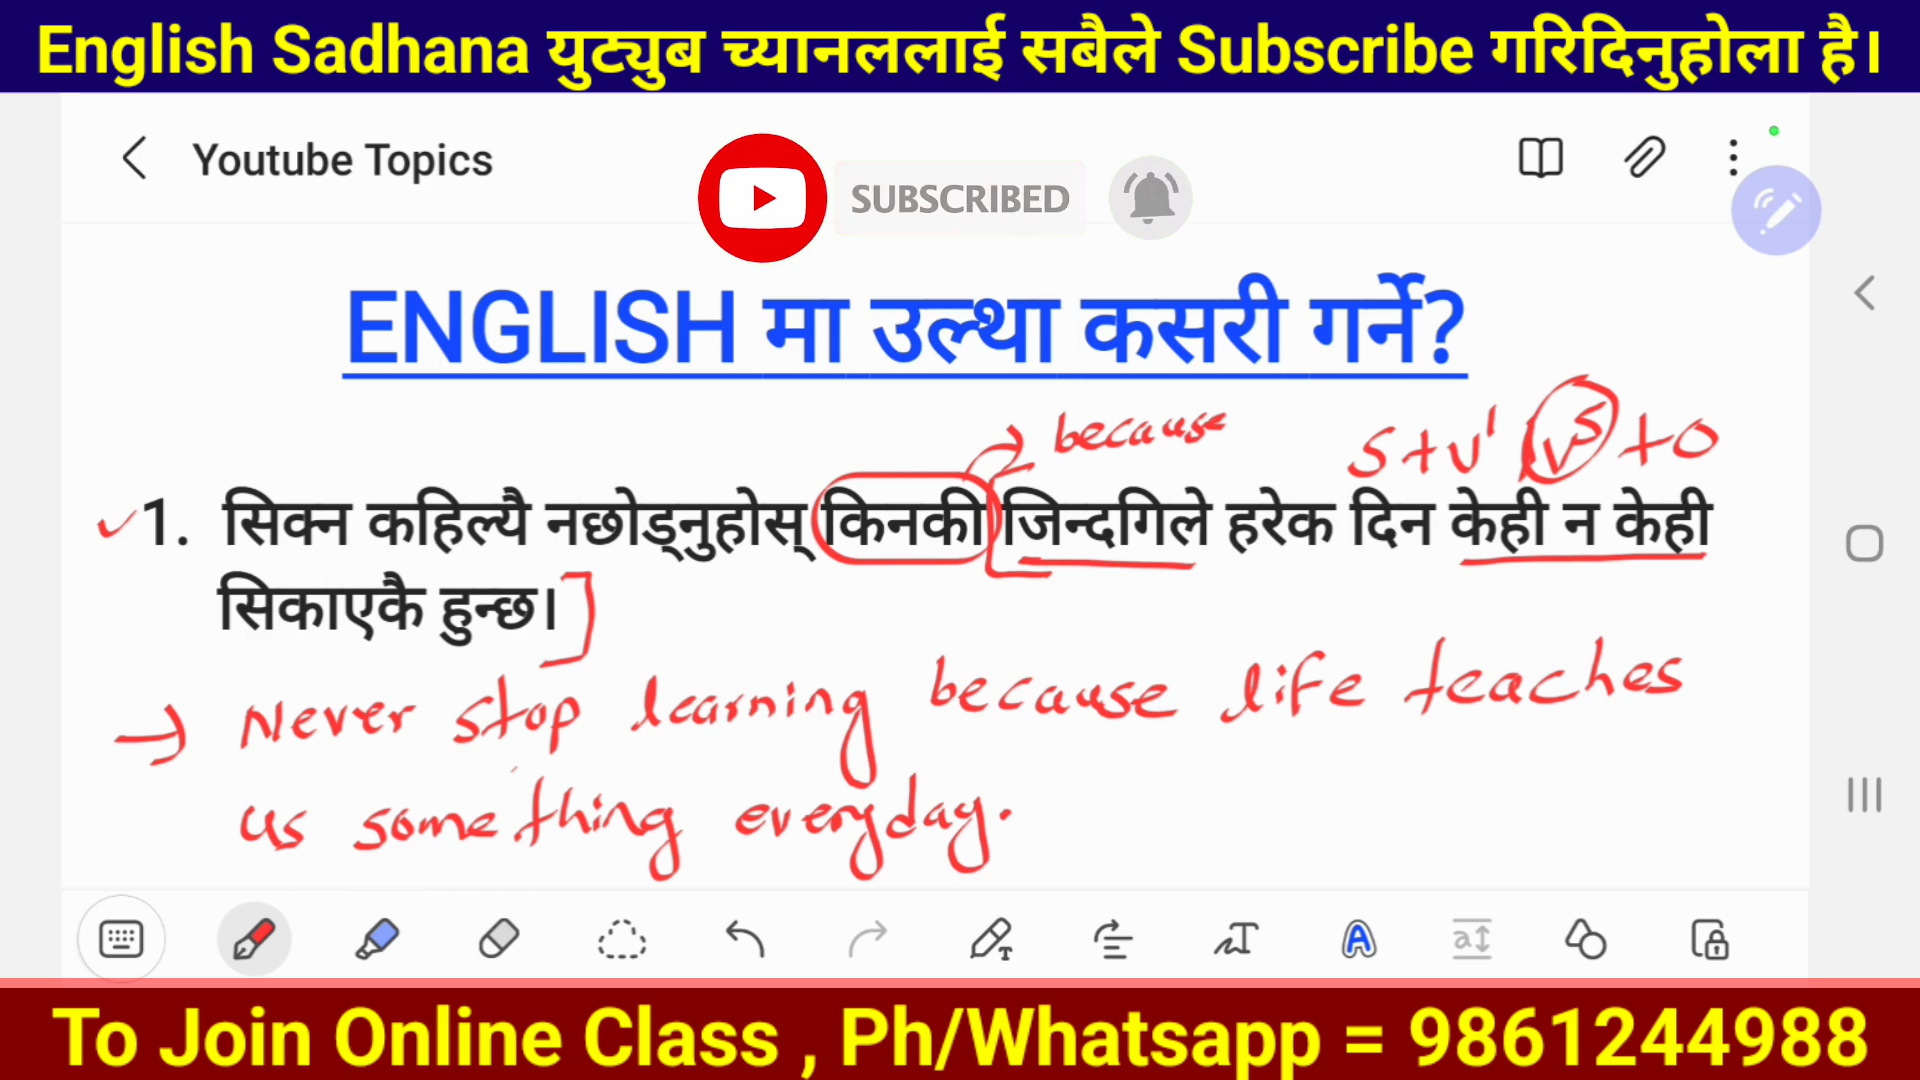 English Sadhana युट्युब च्यानललाई सबैले Subscribe गरिदिनुहोला है।
Youtube Topics
SUBSCRIBED
ENGLISH मा उल्था कसरी गर्ने?
because
S+V¹ (V⁵)+O
1. सिक्न कहिल्यै नछोड्नुहोस् किनकी जिन्दगिले हरेक दिन केही न केही
सिकाएकै हुन्छ।
→ Never stop learning because life teaches
us something everyday.
To Join Online Class , Ph/Whatsapp = 9861244988